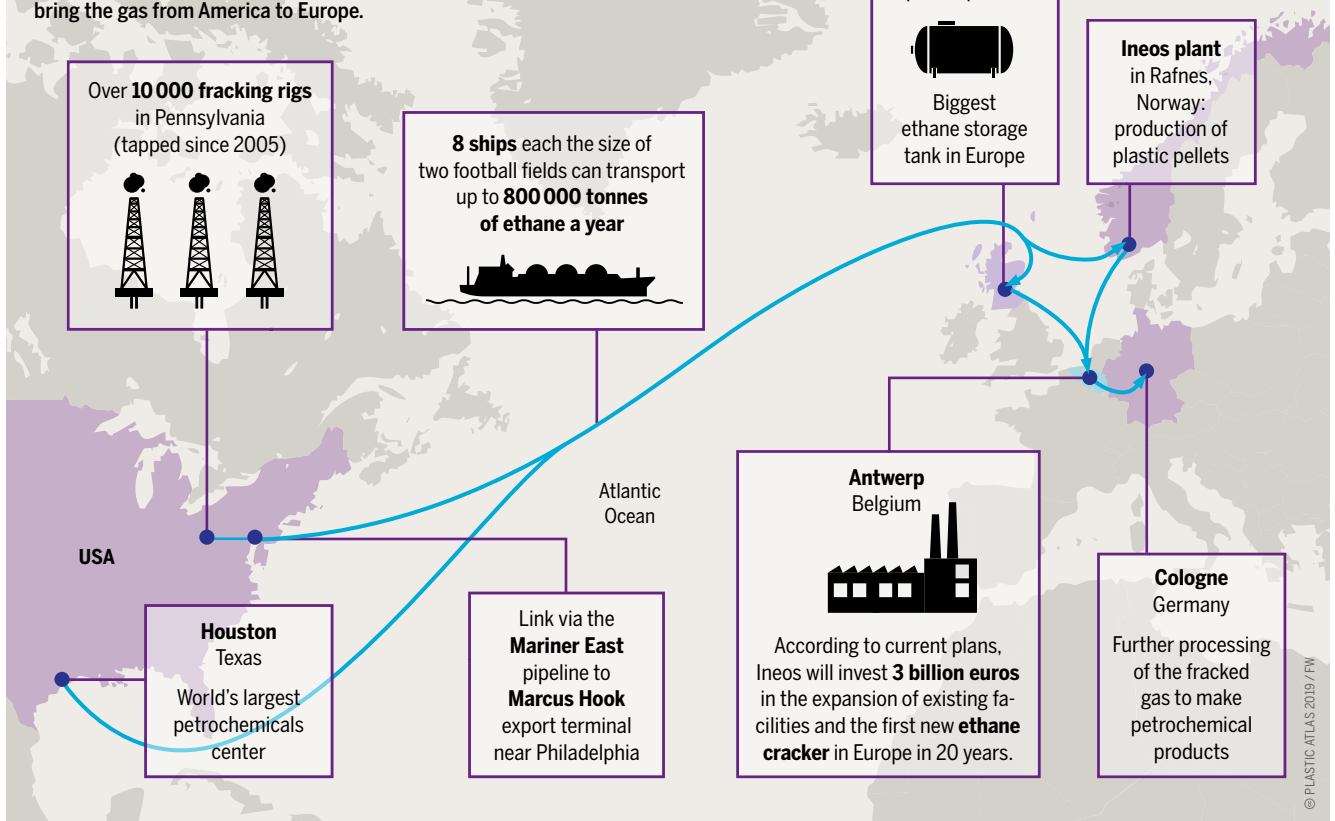 bring the gas from America to Europe.
Over 10 000 fracking rigs
in Pennsylvania
(tapped since 2005)
8 ships each the size of
two football fields can transport
up to 800 000 tonnes
of ethane a year
Biggest
ethane storage
tank in Europe
Ineos plant
in Rafnes,
Norway:
production of
plastic pellets
Atlantic
Ocean
USA
Houston
Texas
World's largest
petrochemicals
center
Link via the
Mariner East
pipeline to
Marcus Hook
export terminal
near Philadelphia
Antwerp
Belgium
According to current plans,
Ineos will invest 3 billion euros
in the expansion of existing fa-
cilities and the first new ethane
cracker in Europe in 20 years.
Cologne
Germany
Further processing
of the fracked
gas to make
petrochemical
products
PLASTIC ATLAS 2019 / FW